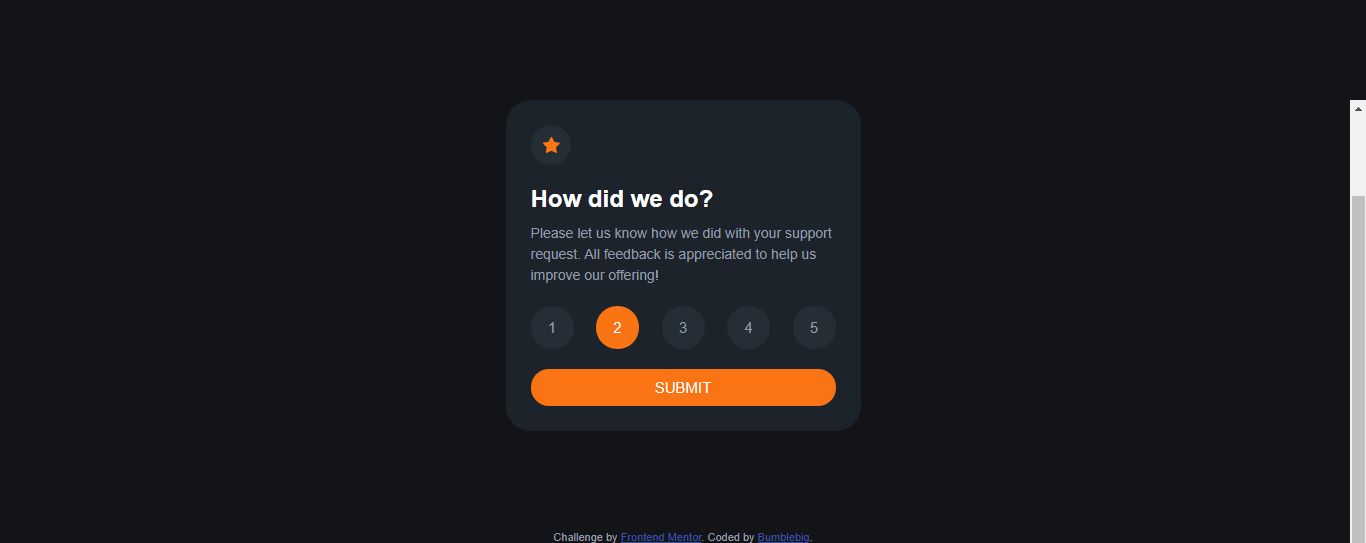 How did we do?
Please let us know how we did with your support
request. All feedback is appreciated to help us
improve our offering!
1 2 3 4 5
SUBMIT
Challenge by Frontend Mentor. Coded by Bumblebig.